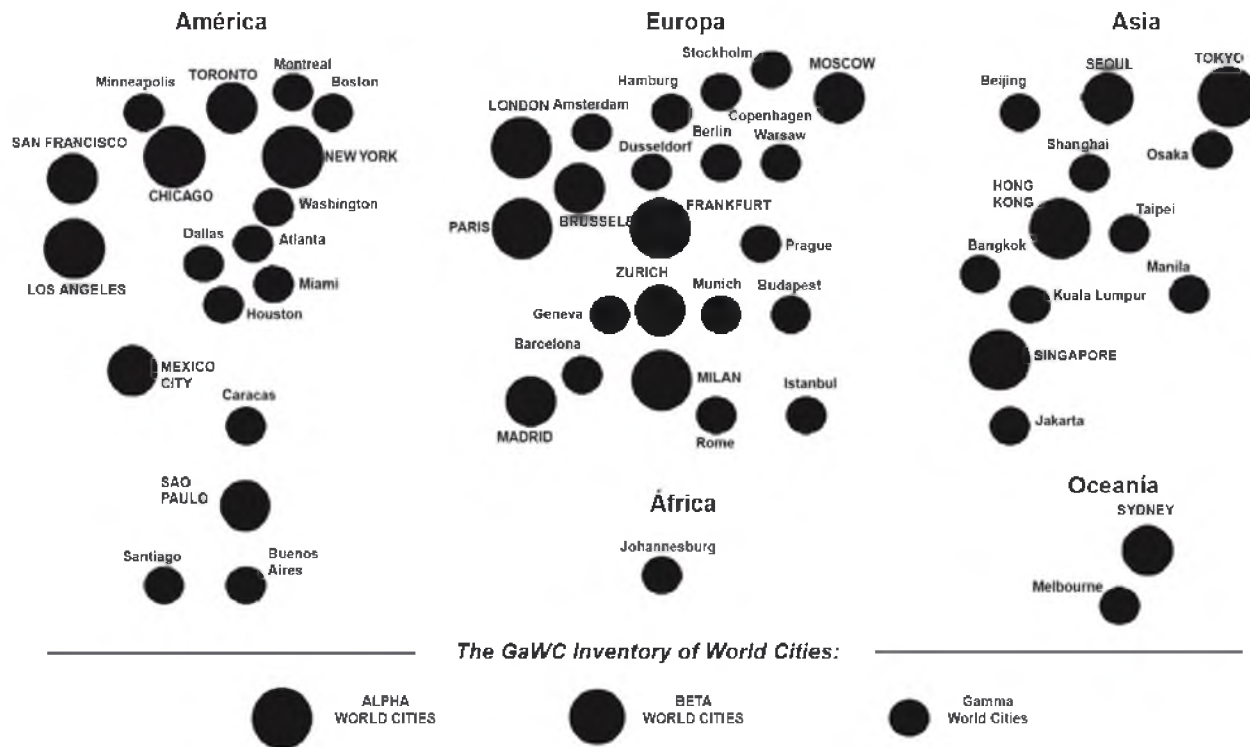 América
Minneapolis
TORONTO
Montreal
Boston
SAN FRANCISCO
CHICAGO
NEW YORK
Washington
LOS ANGELES
Dallas
Atlanta
Miami
Houston
MEXICO
CITY
Caracas
SAO
PAULO
Santiago
Buenos
Aires
Europa
Stockholm
MOSCOW
Hamburg
LONDON
Amsterdam
Copenhagen
Berlin
Warsaw
Dusseldorf
PARIS
BRUSSELS
FRANKFURT
Prague
ZURICH
Munich
Budapest
Geneva
Barcelona
MILAN
Istanbul
MADRID
Rome
África
Johannesburg
Asia
Beijing
SEOUL
TOKYO
Shanghai
Osaka
HONG
KONG
Taipei
Bangkok
Manila
Kuala Lumpur
SINGAPORE
Jakarta
Oceanía
SYDNEY
Melbourne
The GaWC Inventory of World Cities:
ALPHA
WORLD CITIES
BETA
WORLD CITIES
Gamma
World Cities